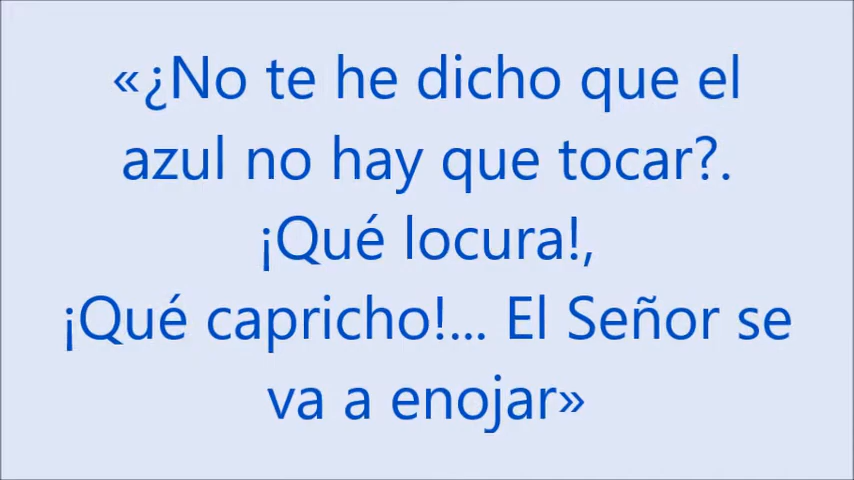 «¿No te he dicho que el
azul no hay que tocar?.
¡Qué locura!,
¡Qué capricho!... El Señor se
va a enojar»